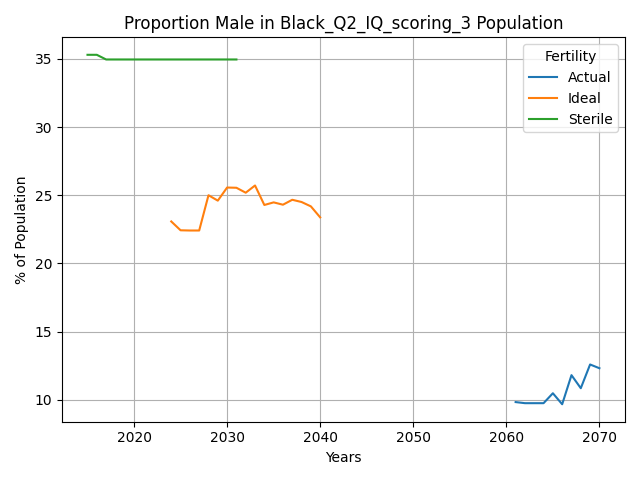 Proportion Male in Black_Q2_IQ_scoring_3 Population
Fertility
Actual
Ideal
Sterile
% of Population
35
30
25
20
15
10
2020
2030
2040
2050
2060
2070
Years